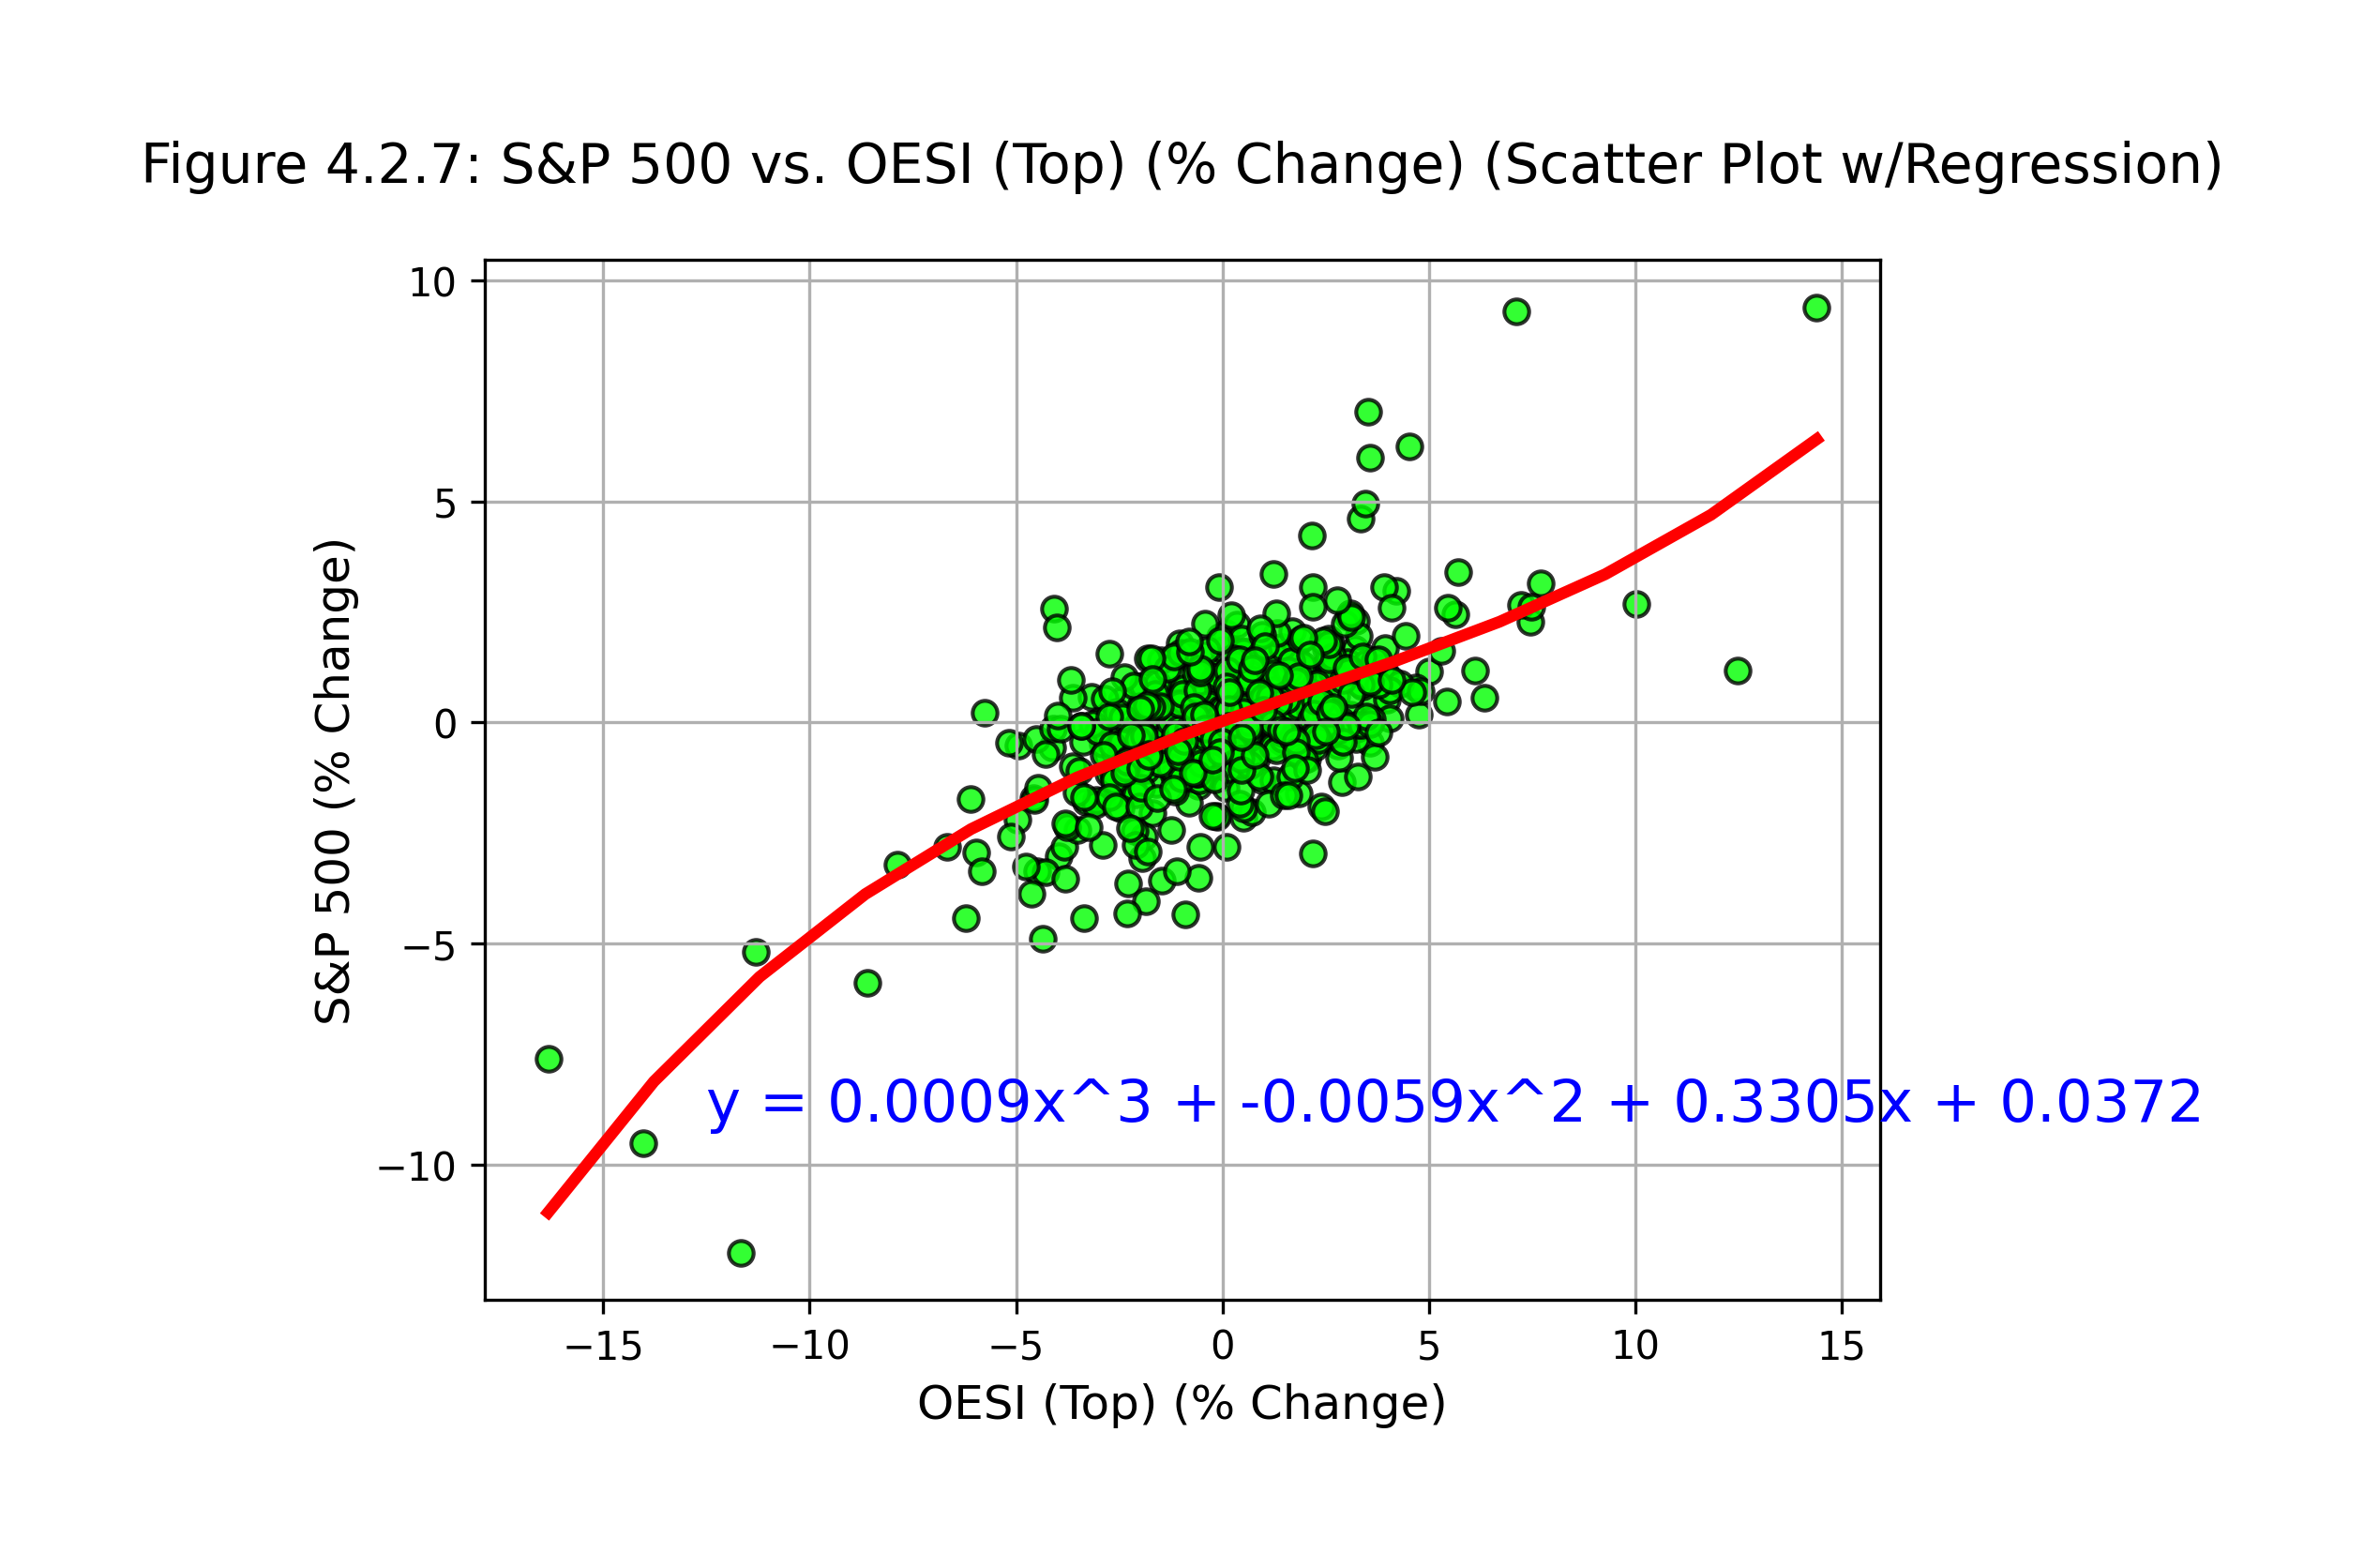 Figure 4.2.7: S&P 500 vs. OESI (Top) (% Change) (Scatter Plot w/Regression)
10
5
0
−5
−10
S&P 500 (% Change)
y = 0.0009x^3 + -0.0059x^2 + 0.3305x + 0.0372
−15 −10 −5 0 5 10 15
OESI (Top) (% Change)